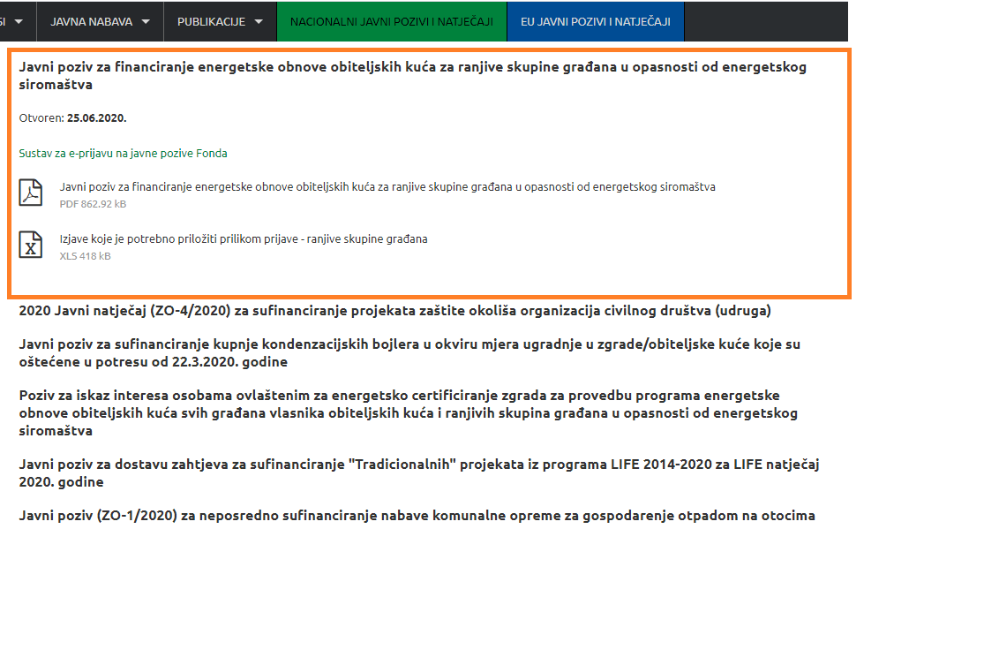 SI
JAVNA NABAVA
PUBLIKACIJE
NACIONALNI JAVNI POZIVI I NATJEČAJI
EU JAVNI POZIVI I NATJEČAJI
Javni poziv za financiranje energetske obnove obiteljskih kuća za ranjive skupine građana u opasnosti od energetskog
siromaštva
Otvoren: 25.06.2020.
Sustav za e-prijavu na javne pozive Fonda
Javni poziv za financiranje energetske obnove obiteljskih kuća za ranjive skupine građana u opasnosti od energetskog siromaštva
PDF 862.92 kB
Izjave koje je potrebno priložiti prilikom prijave - ranjive skupine građana
XLS 418 kB
2020 Javni natječaj (ZO-4/2020) za sufinanciranje projekata zaštite okoliša organizacija civilnog društva (udruga)
Javni poziv za sufinanciranje kupnje kondenzacijskih bojlera u okviru mjera ugradnje u zgrade/obiteljske kuće koje su
oštećene u potresu od 22.3.2020. godine
Poziv za iskaz interesa osobama ovlaštenim za energetsko certificiranje zgrada za provedbu programa energetske
obnove obiteljskih kuća svih građana vlasnika obiteljskih kuća i ranjivih skupina građana u opasnosti od energetskog
siromaštva
Javni poziv za dostavu zahtjeva za sufinanciranje "Tradicionalnih" projekata iz programa LIFE 2014-2020 za LIFE natječaj
2020. godine
Javni poziv (ZO-1/2020) za neposredno sufinanciranje nabave komunalne opreme za gospodarenje otpadom na otocima